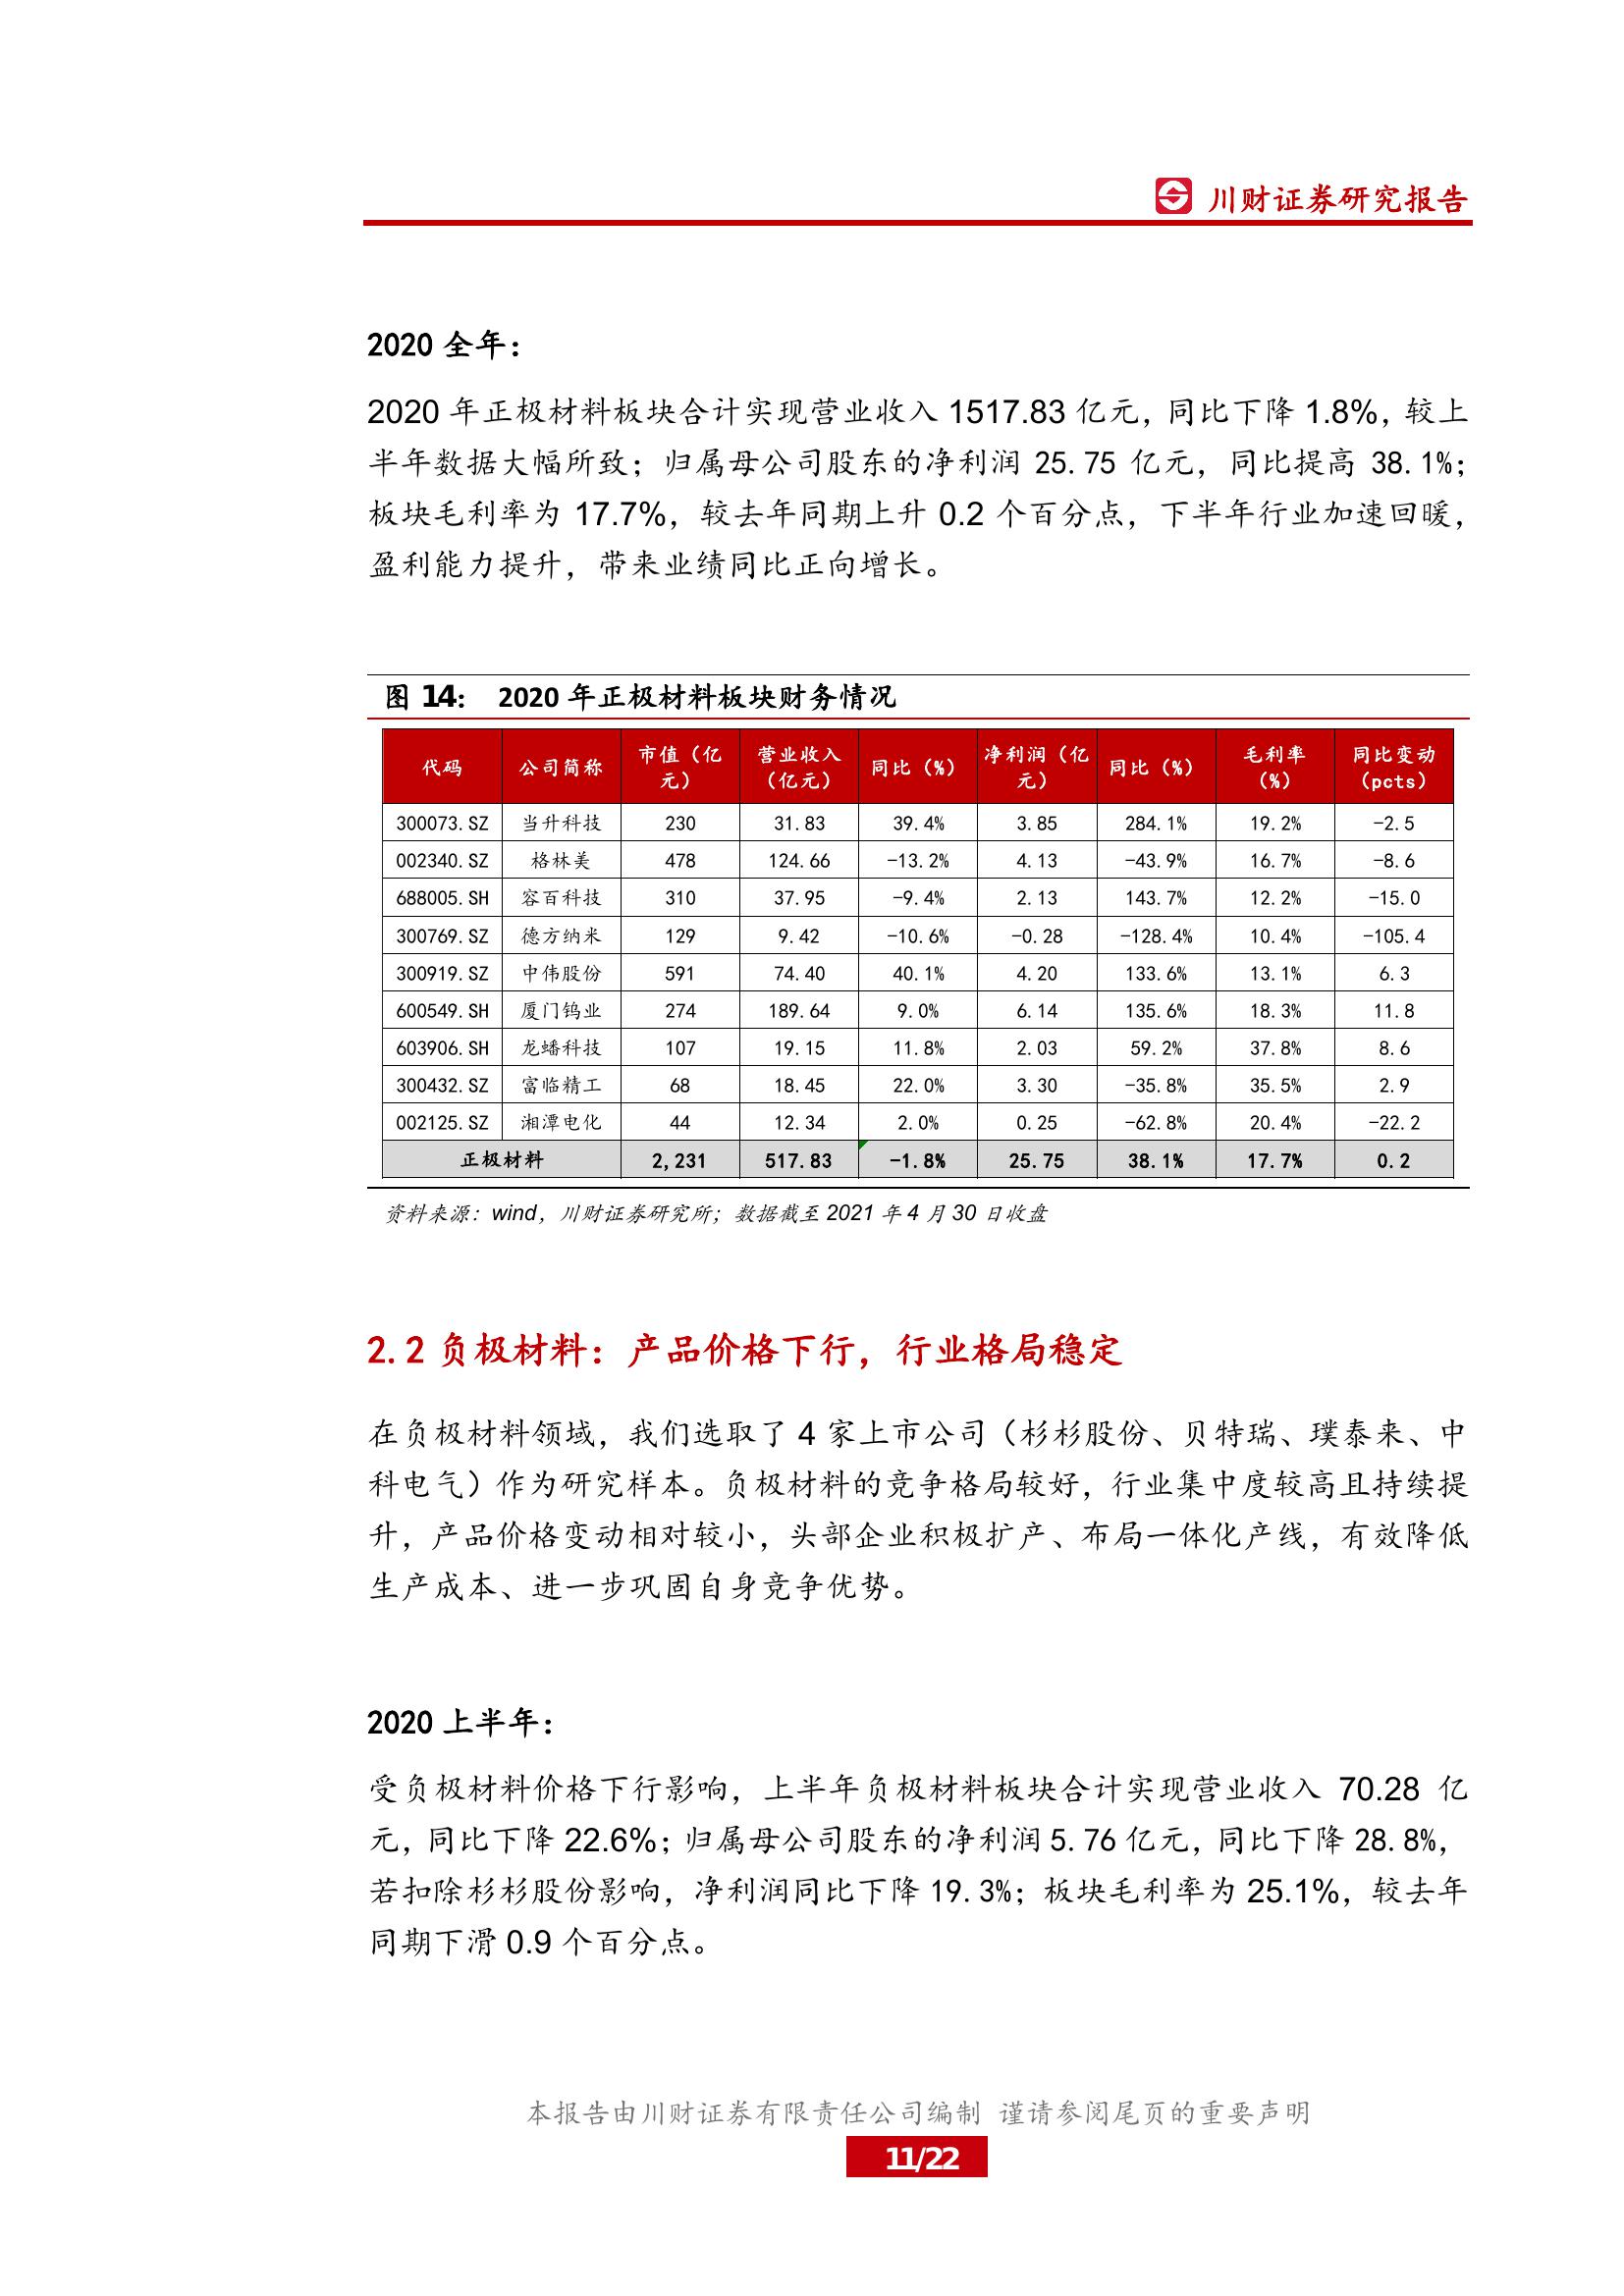 川财证券研究报告
2020 全年：
2020 年正极材料板块合计实现营业收入 1517.83 亿元，同比下降 1.8%，较上
半年数据大幅所致；归属母公司股东的净利润 25.75 亿元，同比提高 38.1%；
板块毛利率为 17.7%，较去年同期上升 0.2 个百分点，下半年行业加速回暖，
盈利能力提升，带来业绩同比正向增长。
图 14： 2020 年正极材料板块财务情况
代码 公司简称 市值（亿元） 营业收入（亿元） 同比（%） 净利润（亿元） 同比（%） 毛利率（%） 同比变动（pcts）
300073.SZ 当升科技 230 31.83 39.4% 3.85 284.1% 19.2% -2.5
002340.SZ 格林美 478 124.66 -13.2% 4.13 -43.9% 16.7% -8.6
688005.SH 容百科技 310 37.95 -9.4% 2.13 143.7% 12.2% -15.0
300769.SZ 德方纳米 129 9.42 -10.6% -0.28 -128.4% 10.4% -105.4
300919.SZ 中伟股份 591 74.40 40.1% 4.20 133.6% 13.1% 6.3
600549.SH 厦门钨业 274 189.64 9.0% 6.14 135.6% 18.3% 11.8
603906.SH 龙蟠科技 107 19.15 11.8% 2.03 59.2% 37.8% 8.6
300432.SZ 富临精工 68 18.45 22.0% 3.30 -35.8% 35.5% 2.9
002125.SZ 湘潭电化 44 12.34 2.0% 0.25 -62.8% 20.4% -22.2
正极材料 2,231 517.83 -1.8% 25.75 38.1% 17.7% 0.2
资料来源：wind，川财证券研究所；数据截至 2021 年 4 月 30 日收盘
2.2 负极材料：产品价格下行，行业格局稳定
在负极材料领域，我们选取了 4 家上市公司（杉杉股份、贝特瑞、璞泰来、中
科电气）作为研究样本。负极材料的竞争格局较好，行业集中度较高且持续提
升，产品价格变动相对较小，头部企业积极扩产、布局一体化产线，有效降低
生产成本、进一步巩固自身竞争优势。
2020 上半年：
受负极材料价格下行影响，上半年负极材料板块合计实现营业收入 70.28 亿
元，同比下降 22.6%；归属母公司股东的净利润 5.76 亿元，同比下降 28.8%，
若扣除杉杉股份影响，净利润同比下降 19.3%；板块毛利率为 25.1%，较去年
同期下滑 0.9 个百分点。
本报告由川财证券有限责任公司编制 谨请参阅尾页的重要声明
11/22